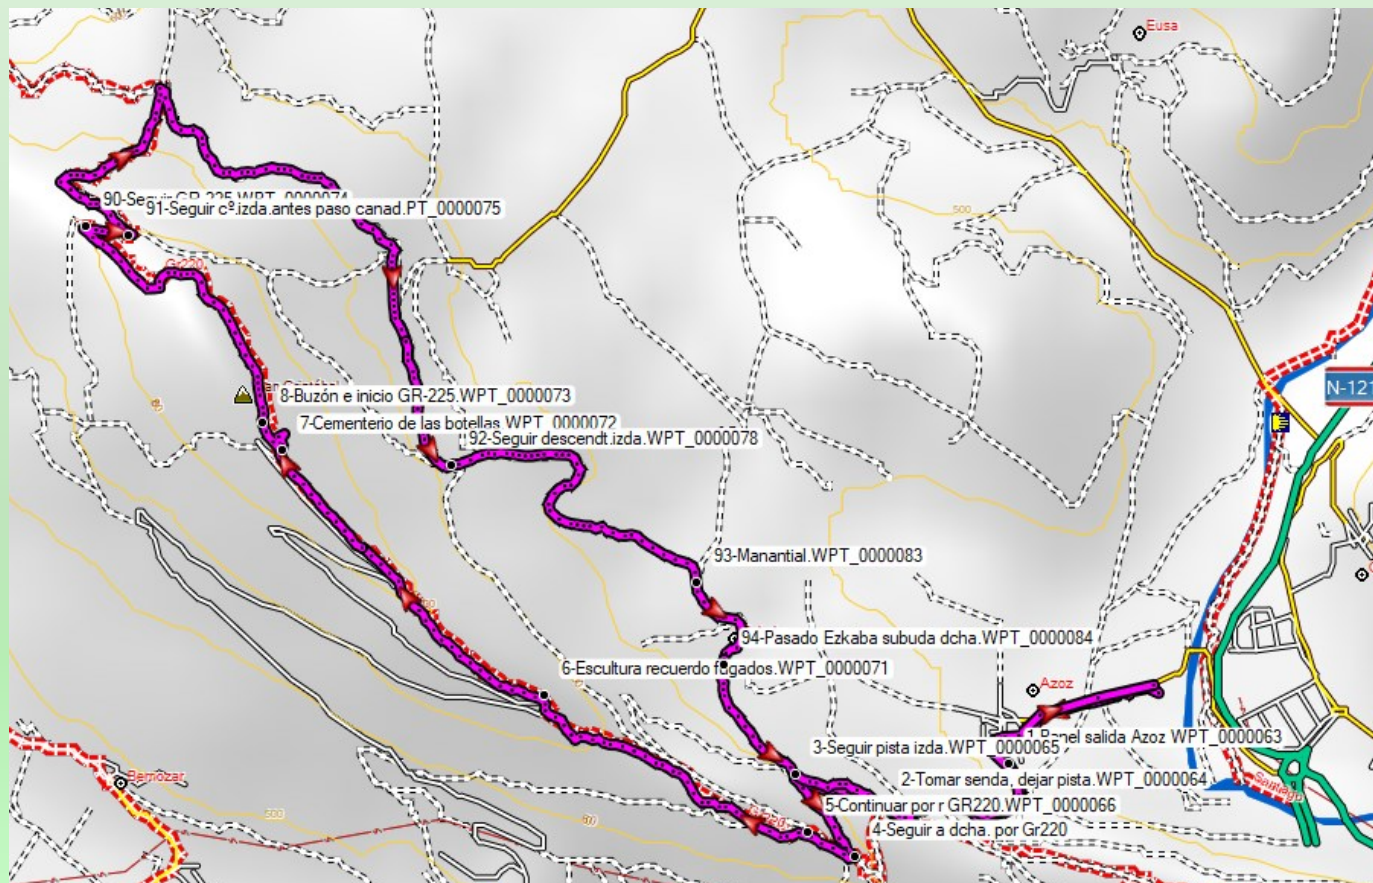 600
Eusa
500
90-Seguir GR-225.WPT_0000074
91-Seguir cª.izda.antes paso canad.PT_0000075
Gr220
N-121
8-Buzón e inicio GR-225.WPT_0000073
7-Cementerio de las botellas.WPT_0000072
92-Seguir descendt.izda.WPT_0000078
93-Manantial.WPT_0000083
94-Pasado Ezkaba subuda dcha.WPT_0000084
6-Escultura recuerdo fugados.WPT_0000071
Azoz
1.Panel salida Azoz WPT_0000063
3-Seguir pista izda.WPT_0000065
2-Tomar senda, dejar pista.WPT_0000064
Berriozar
Santiago
5-Continuar por r GR220.WPT_0000066
500
Gr220
4-Seguir a dcha. por Gr220